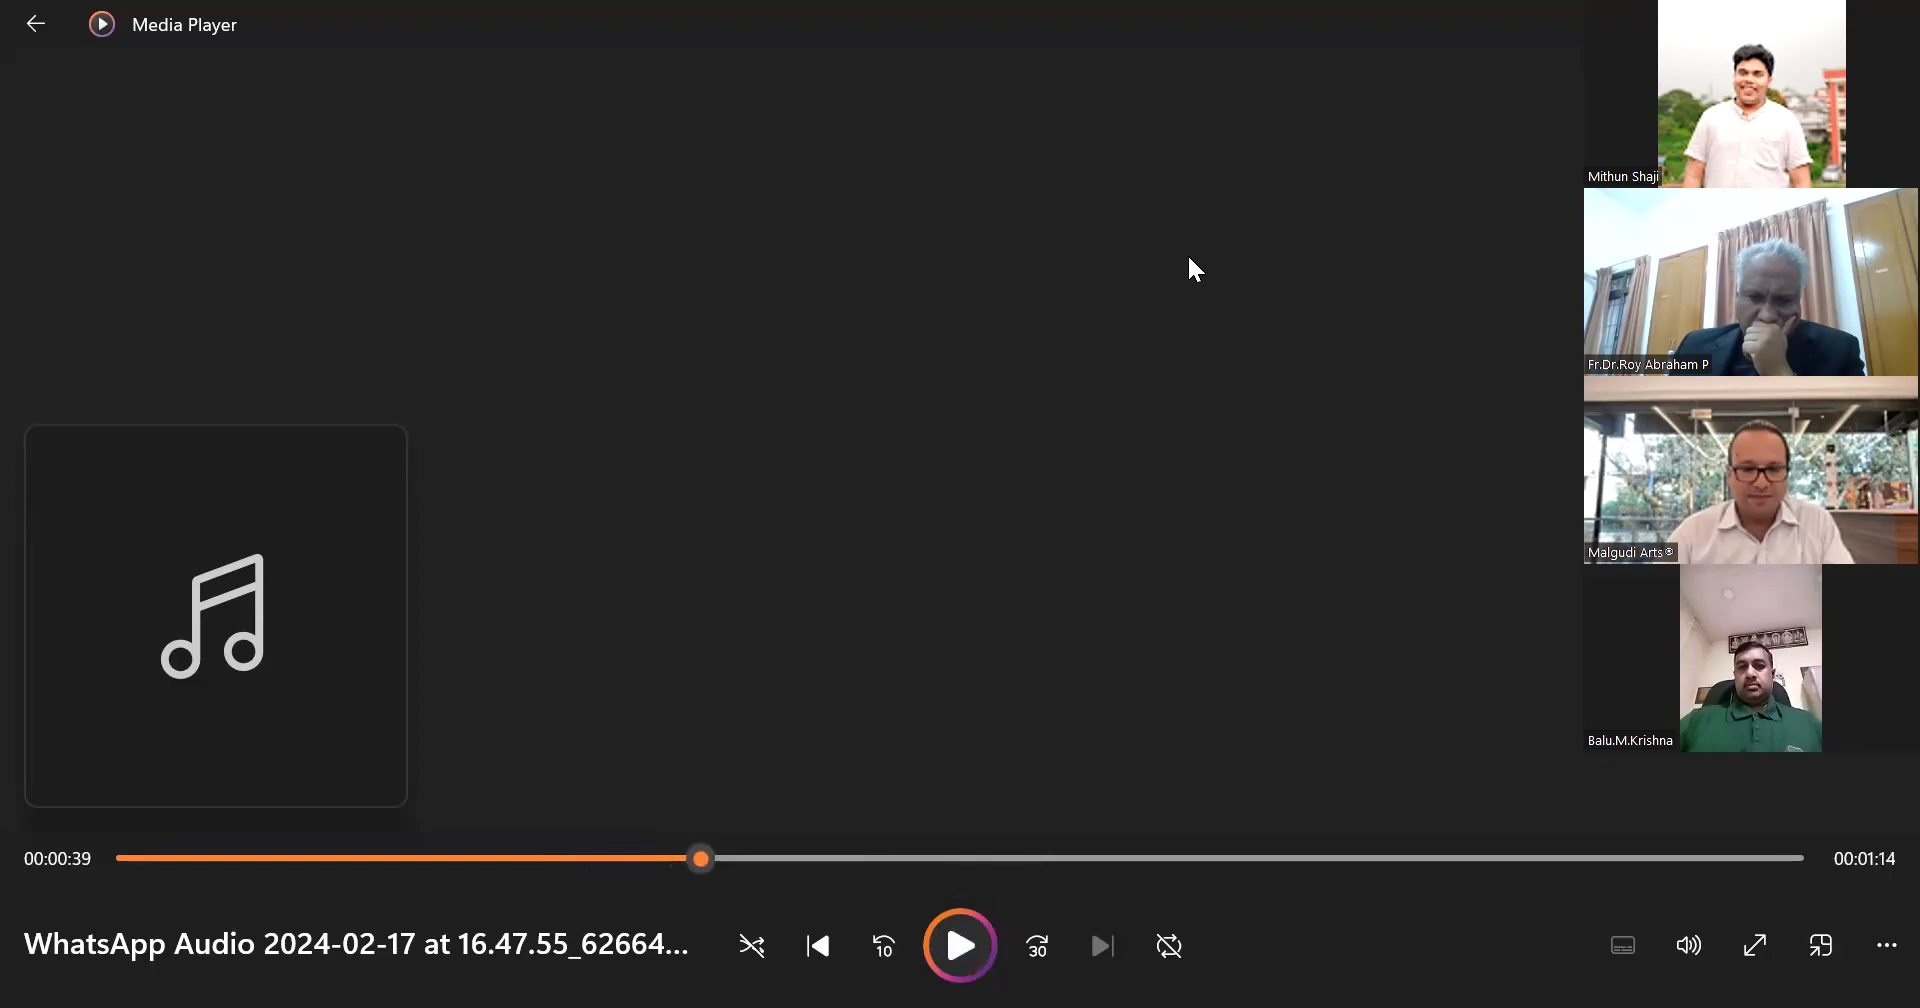 Media Player
Mithun Shaji
Fr.Dr.Roy Abraham P
Malgudi Arts®
Balu.M.Krishna
00:00:39
00:01:14
WhatsApp Audio 2024-02-17 at 16.47.55_62664...
10
30